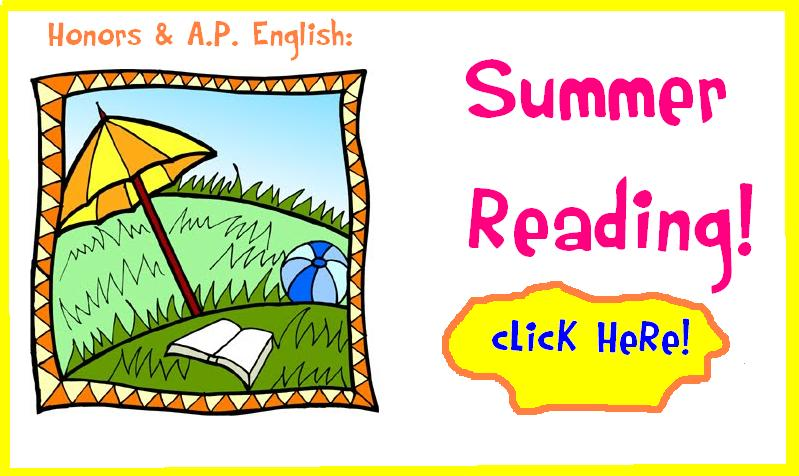 Honors & A.P. English:
Summer
Reading!
cLicK HeRe!